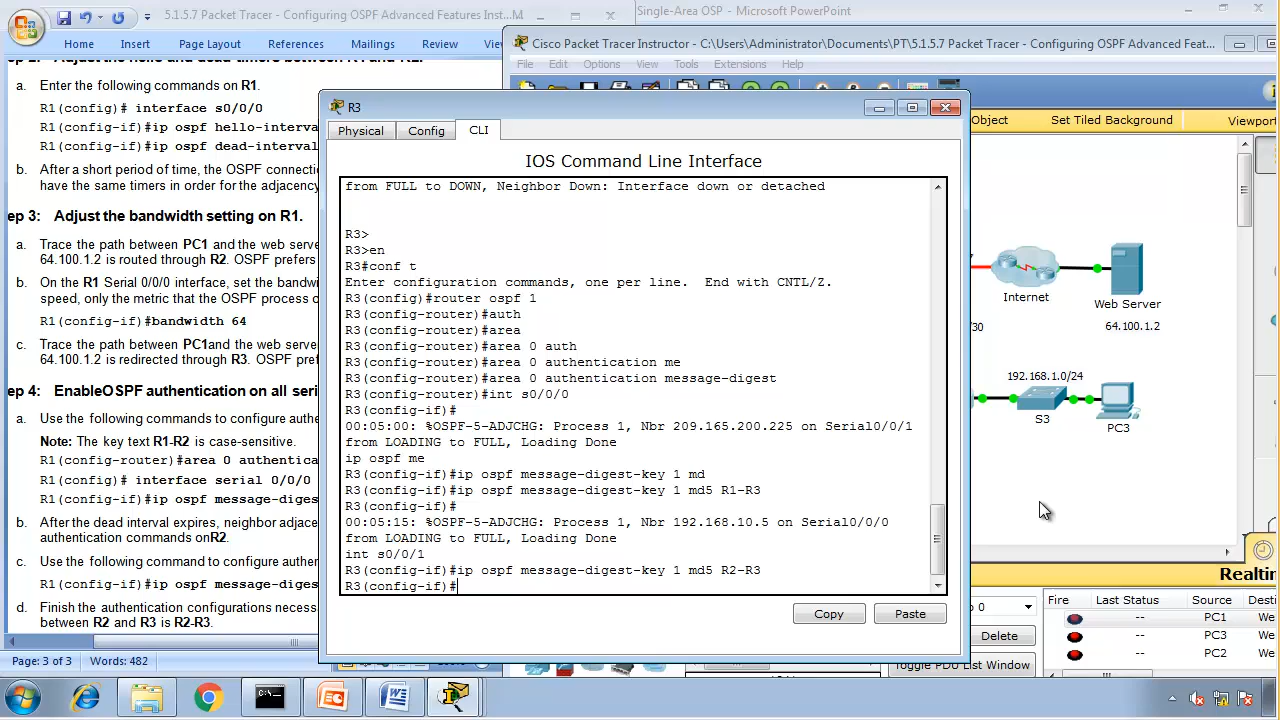 5.1.5.7 Packet Tracer - Configuring OSPF Advanced Features Inst...M
Single-Area OSP - Microsoft PowerPoint
Home Insert Page Layout References Mailings Review Viev
Cisco Packet Tracer Instructor - C:\Users\Administrator\Documents\PT\5.1.5.7 Packet Tracer - Configuring OSPF Advanced Feat...
File Edit Options View Tools Extensions Help
a. Enter the following commands on R1.
R1(config)# interface s0/0/0
R1(config-if)#ip ospf hello-interva
R1(config-if)#ip ospf dead-interval
b. After a short period of time, the OSPF connectio
have the same timers in order for the adjacency
ep 3: Adjust the bandwidth setting on R1.
a. Trace the path between PC1 and the web serve
64.100.1.2 is routed through R2. OSPF prefers
b. On the R1 Serial 0/0/0 interface, set the bandwi
speed, only the metric that the OSPF process c
R1(config-if)#bandwidth 64
c. Trace the path between PC1and the web serve
64.100.1.2 is redirected through R3. OSPF pref
ep 4: EnableOSPF authentication on all seri
a. Use the following commands to configure authe
Note: The key text R1-R2 is case-sensitive.
R1(config-router)#area 0 authentica
R1(config)# interface serial 0/0/0
R1(config-if)#ip ospf message-diges
b. After the dead interval expires, neighbor adjace
authentication commands onR2.
c. Use the following command to configure authen
R1(config-if)#ip ospf message-diges
d. Finish the authentication configurations necess
between R2 and R3 is R2-R3.
Page: 3 of 3 Words: 482
R3
Physical Config CLI
IOS Command Line Interface
from FULL to DOWN, Neighbor Down: Interface down or detached
R3>
R3>en
R3#conf t
Enter configuration commands, one per line. End with CNTL/Z.
R3(config)#router ospf 1
R3(config-router)#auth
R3(config-router)#area
R3(config-router)#area 0 auth
R3(config-router)#area 0 authentication me
R3(config-router)#area 0 authentication message-digest
R3(config-router)#int s0/0/0
R3(config-if)#
00:05:00: %OSPF-5-ADJCHG: Process 1, Nbr 209.165.200.225 on Serial0/0/1
from LOADING to FULL, Loading Done
ip ospf me
R3(config-if)#ip ospf message-digest-key 1 md
R3(config-if)#ip ospf message-digest-key 1 md5 R1-R3
R3(config-if)#
00:05:15: %OSPF-5-ADJCHG: Process 1, Nbr 192.168.10.5 on Serial0/0/0
from LOADING to FULL, Loading Done
int s0/0/1
R3(config-if)#ip ospf message-digest-key 1 md5 R2-R3
R3(config-if)#
Copy Paste
Object Set Tiled Background Viewport
Internet
Web Server
/30
64.100.1.2
192.168.1.0/24
S3
PC3
Realtin
o 0
Delete
Toggle PDU List Window
Fire Last Status Source Desti
-- PC1 We
-- PC3 We
-- PC2 We